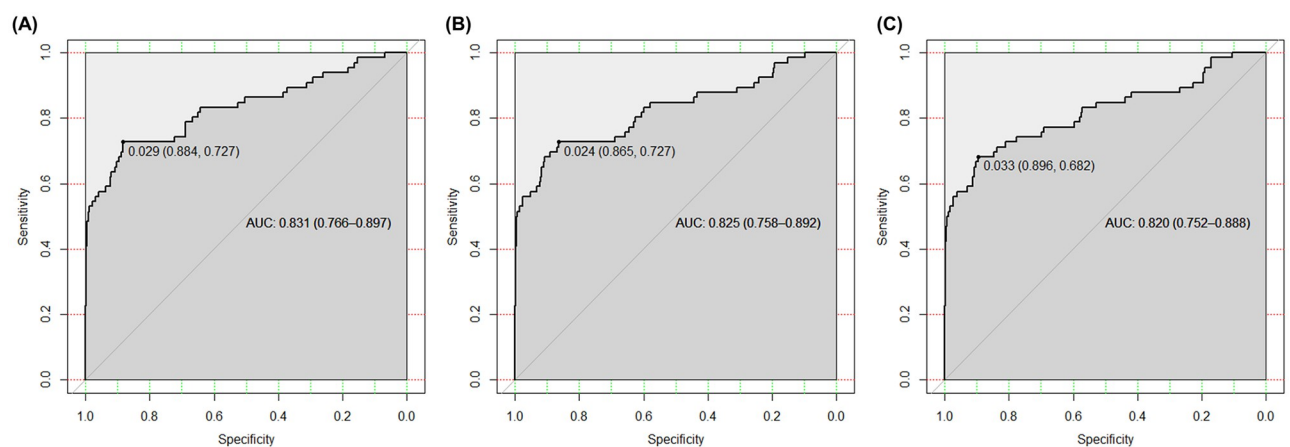 (A)
1.0
0.8
0.6
0.4
0.2
0.0
Sensitivity
0.029 (0.884, 0.727)
AUC: 0.831 (0.766–0.897)
1.0 0.8 0.6 0.4 0.2 0.0
Specificity
(B)
1.0
0.8
0.6
0.4
0.2
0.0
Sensitivity
0.024 (0.865, 0.727)
AUC: 0.825 (0.758–0.892)
1.0 0.8 0.6 0.4 0.2 0.0
Specificity
(C)
1.0
0.8
0.6
0.4
0.2
0.0
Sensitivity
0.033 (0.896, 0.682)
AUC: 0.820 (0.752–0.888)
1.0 0.8 0.6 0.4 0.2 0.0
Specificity